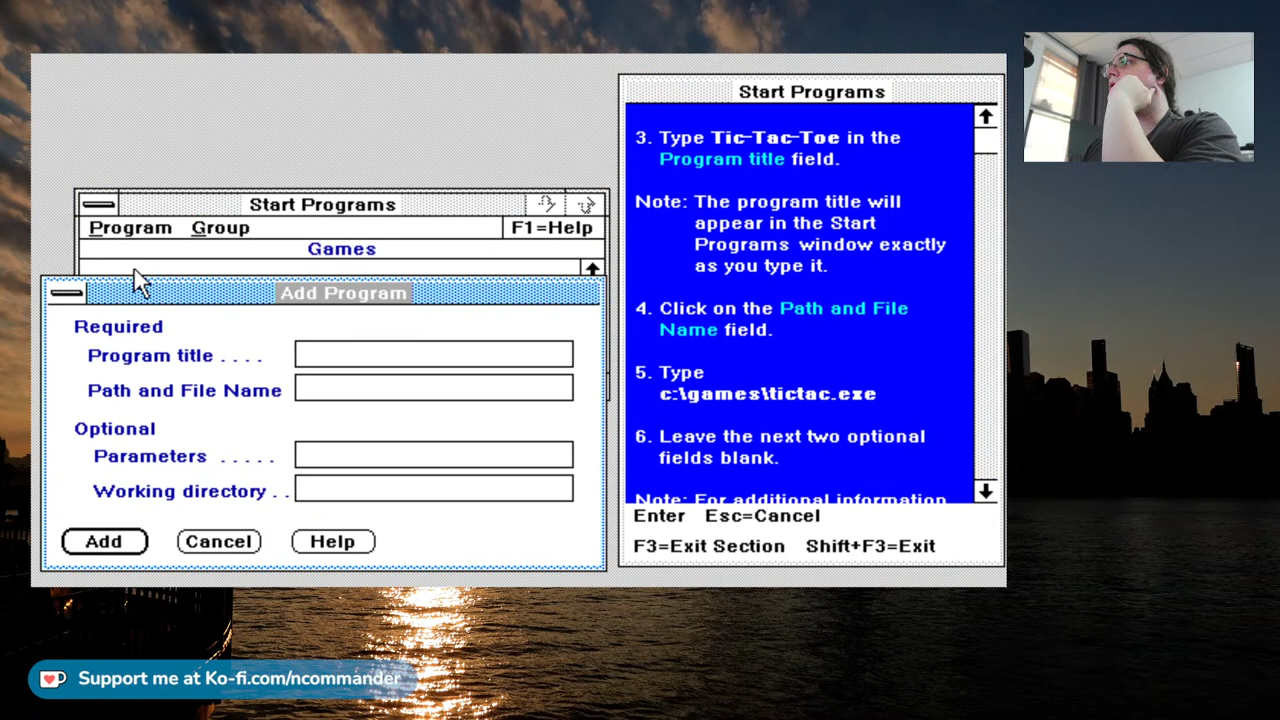 Start Programs
Program Group F1=Help
Games
Add Program
Required
Program title . . . .
Path and File Name
Optional
Parameters . . . . .
Working directory . .
Add Cancel Help
Start Programs
3. Type Tic-Tac-Toe in the
Program title field.
Note: The program title will
appear in the Start
Programs window exactly
as you type it.
4. Click on the Path and File
Name field.
5. Type
c:\games\tictac.exe
6. Leave the next two optional
fields blank.
Note: For additional information
Enter Esc=Cancel
F3=Exit Section Shift+F3=Exit
Support me at Ko-fi.com/ncommander